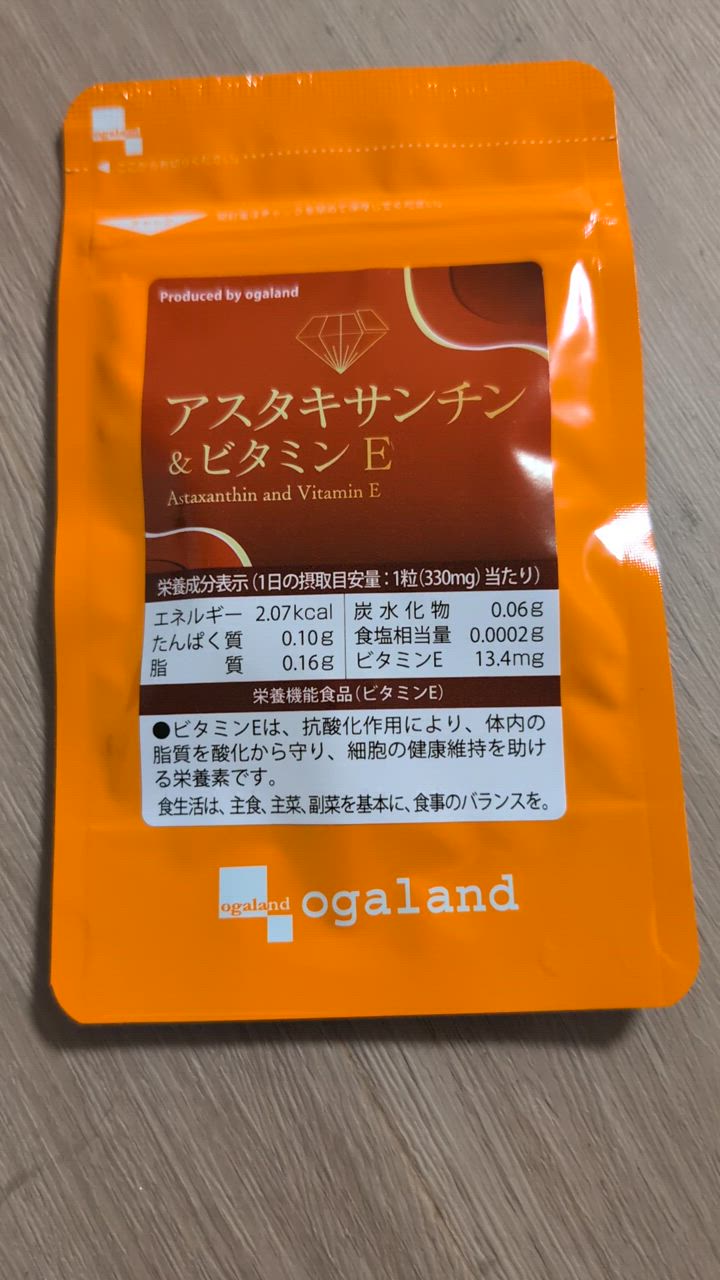 ogaland
Produced by ogaland
アスタキサンチン
&ビタミンE
Astaxanthin and Vitamin E
栄養成分表示(1日の摂取目安量:1粒(330mg)当たり)
エネルギー 2.07kcal 炭水化物 0.06g
たんぱく質 0.10g 食塩相当量 0.0002g
脂質 0.16g ビタミンE 13.4mg
栄養機能食品(ビタミンE)
●ビタミンEは、抗酸化作用により、体内の
脂質を酸化から守り、細胞の健康維持を助け
る栄養素です。
食生活は、主食、主菜、副菜を基本に、食事のバランスを。
ogaland ogaland